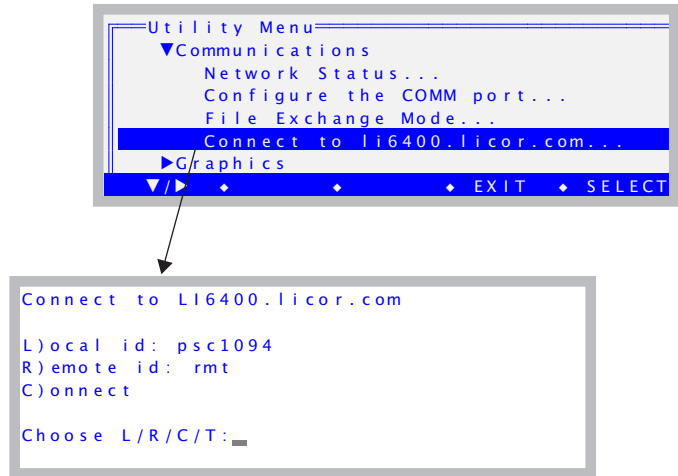 Utility Menu
▼Communications
Network Status...
Configure the COMM port...
File Exchange Mode...
Connect to li6400.licor.com...
▶Graphics
▼/▶ ◆ ◆ ◆ EXIT ◆ SELECT
Connect to LI6400.licor.com
L)ocal id: psc1094
R)emote id: rmt
C)onnect
Choose L/R/C/T: